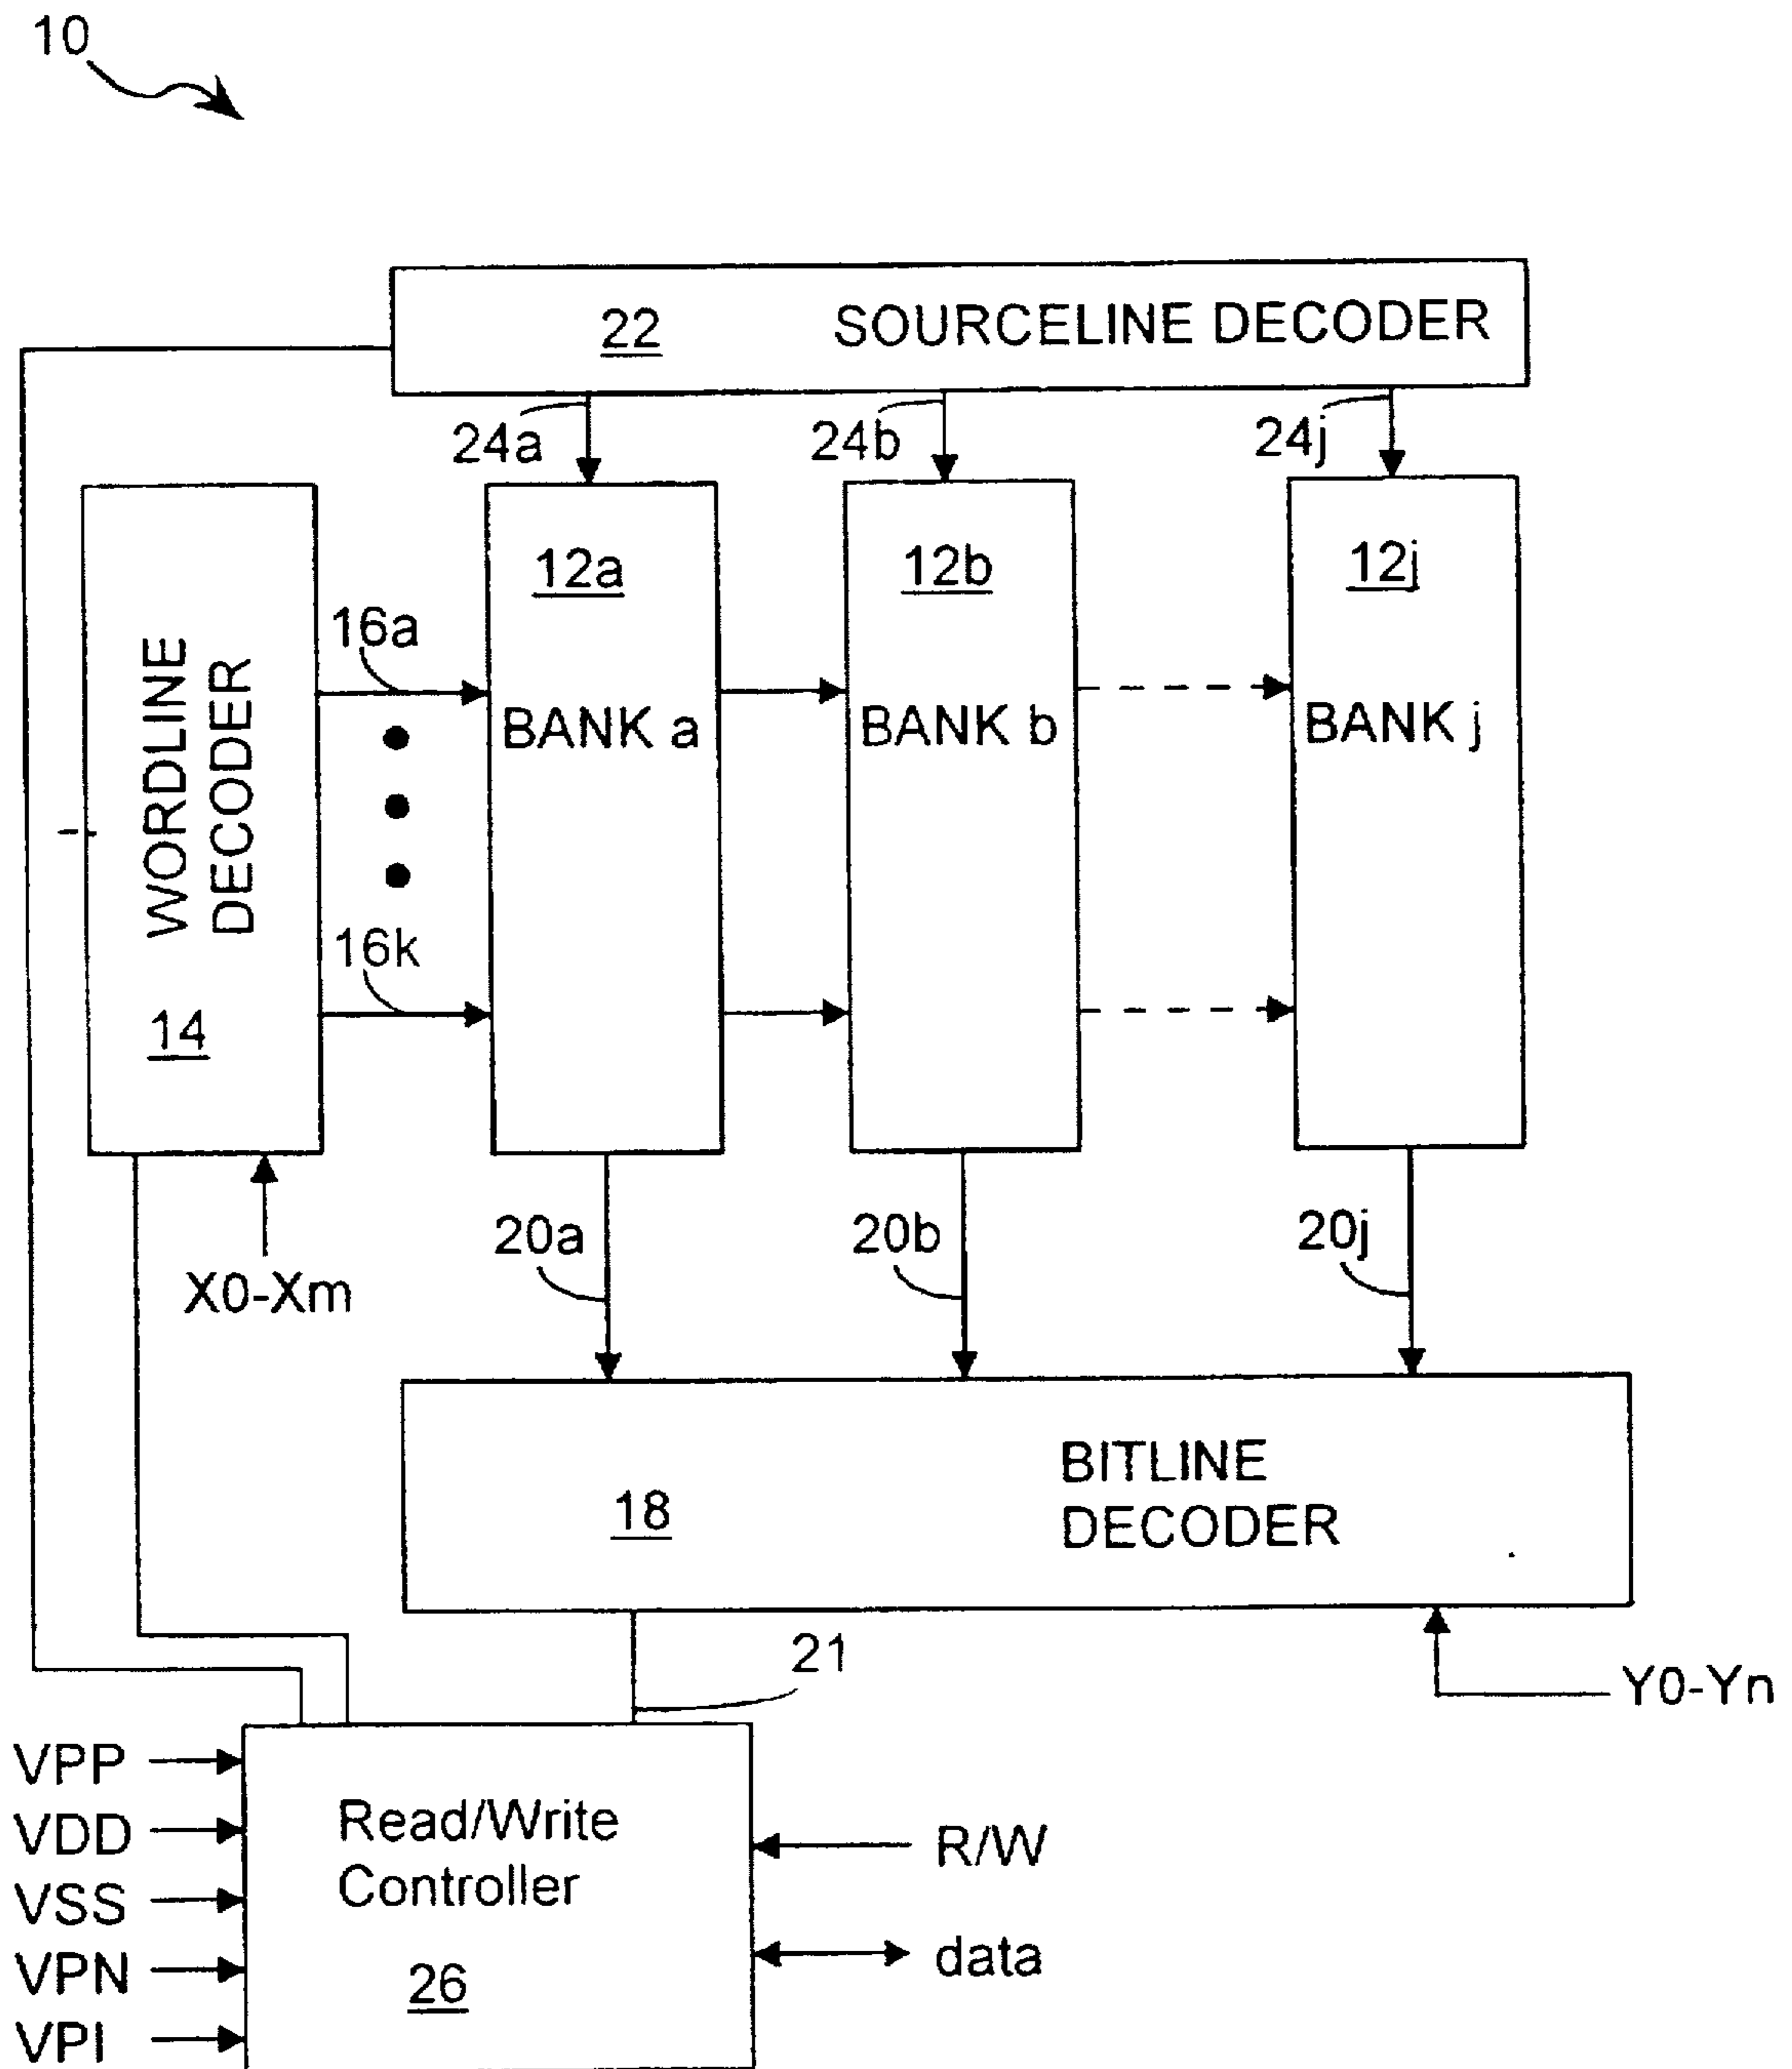 10
22 SOURCELINE DECODER
24a 24b 24j
12a 12b 12j
16a
WORDLINE
DECODER
BANK a BANK b BANK j
16k
14
20a 20b 20j
X0-Xm
BITLINE
DECODER
18
21
Y0-Yn
VPP
VDD
VSS
VPN
VPI
Read/Write
Controller
26
R/W
data